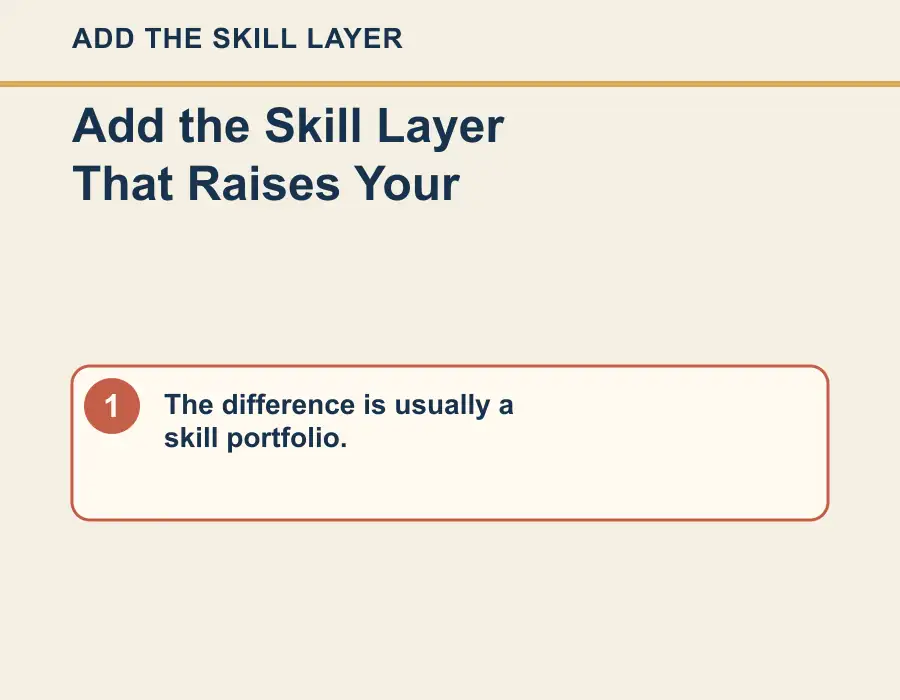 ADD THE SKILL LAYER
Add the Skill Layer
That Raises Your
1
The difference is usually a
skill portfolio.